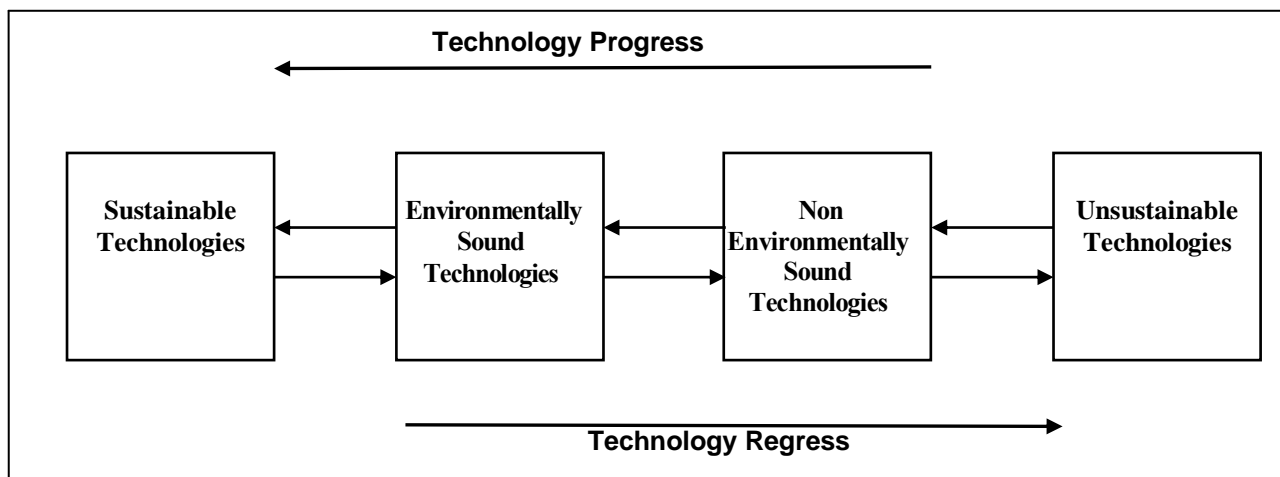 Technology Progress
Sustainable
Technologies
Environmentally
Sound
Technologies
Non
Environmentally
Sound
Technologies
Unsustainable
Technologies
Technology Regress